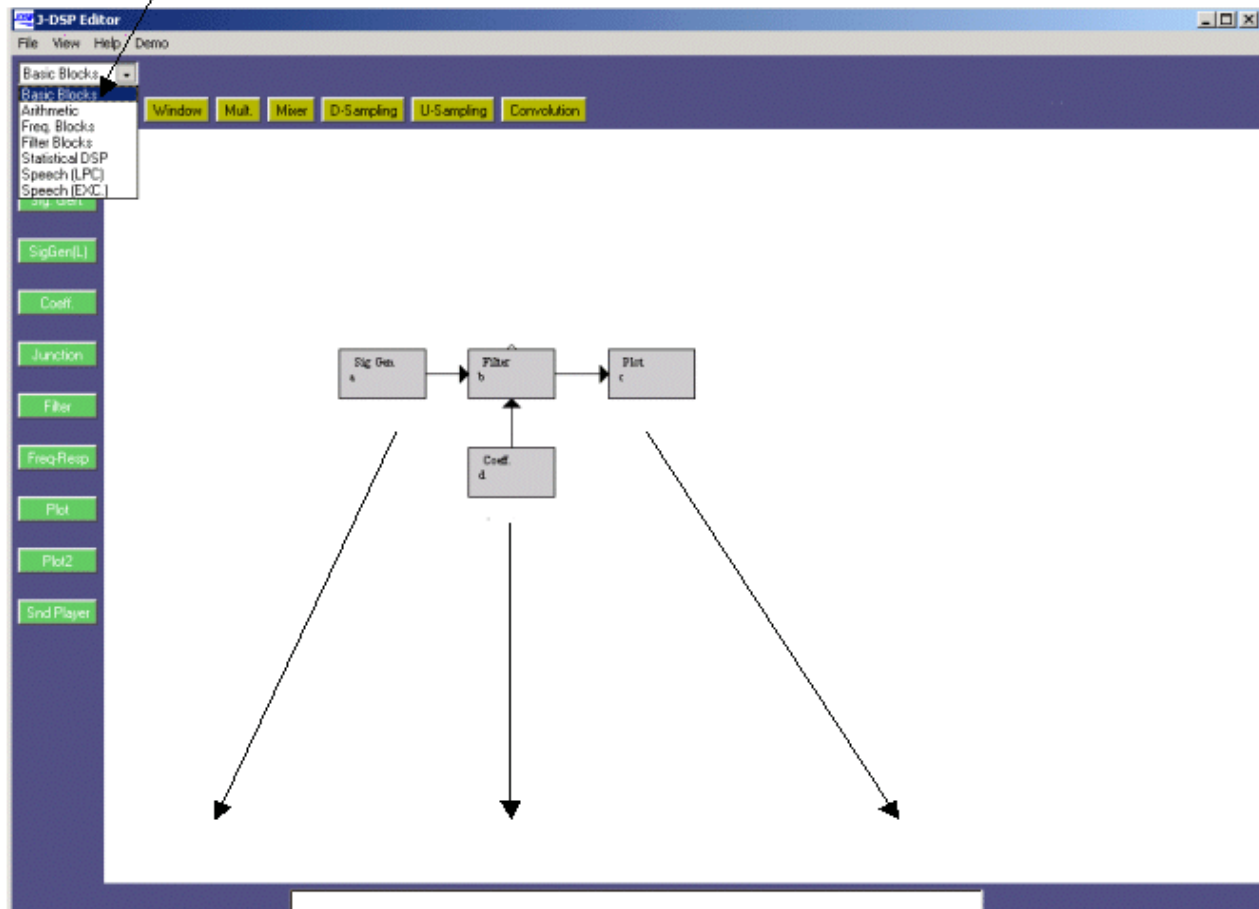 J-DSP Editor
File View Help Demo
Basic Blocks
Basic Blocks
Arithmetic
Freq. Blocks
Filter Blocks
Statistical DSP
Speech (LPC)
Speech (EXC.)
Window Mult. Mixer D-Sampling U-Sampling Convolution
Sig. Gen.
SigGen(L)
Coeff.
Junction
Filter
Freq-Resp
Plot
Plot2
Snd Player
Sig Gen.
a
Filter
b
Plot
c
Coeff.
d